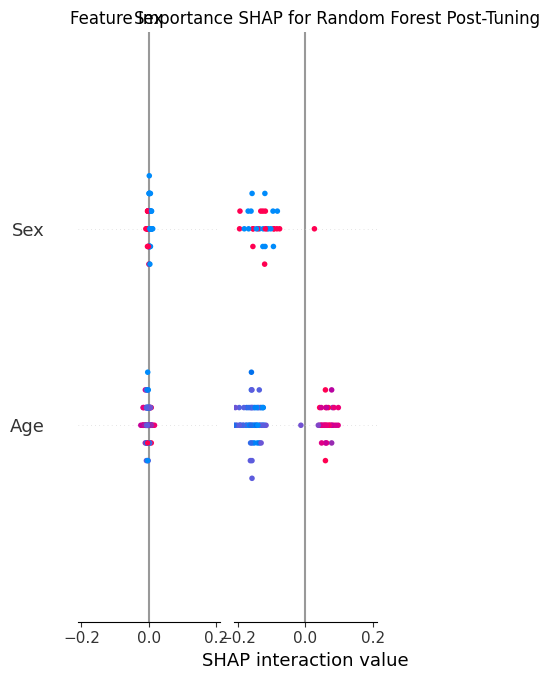 Feature Importance SHAP for Random Forest Post-Tuning
Sex
Sex
Age
−0.2 0.0 0.2 −0.2 0.0 0.2
SHAP interaction value